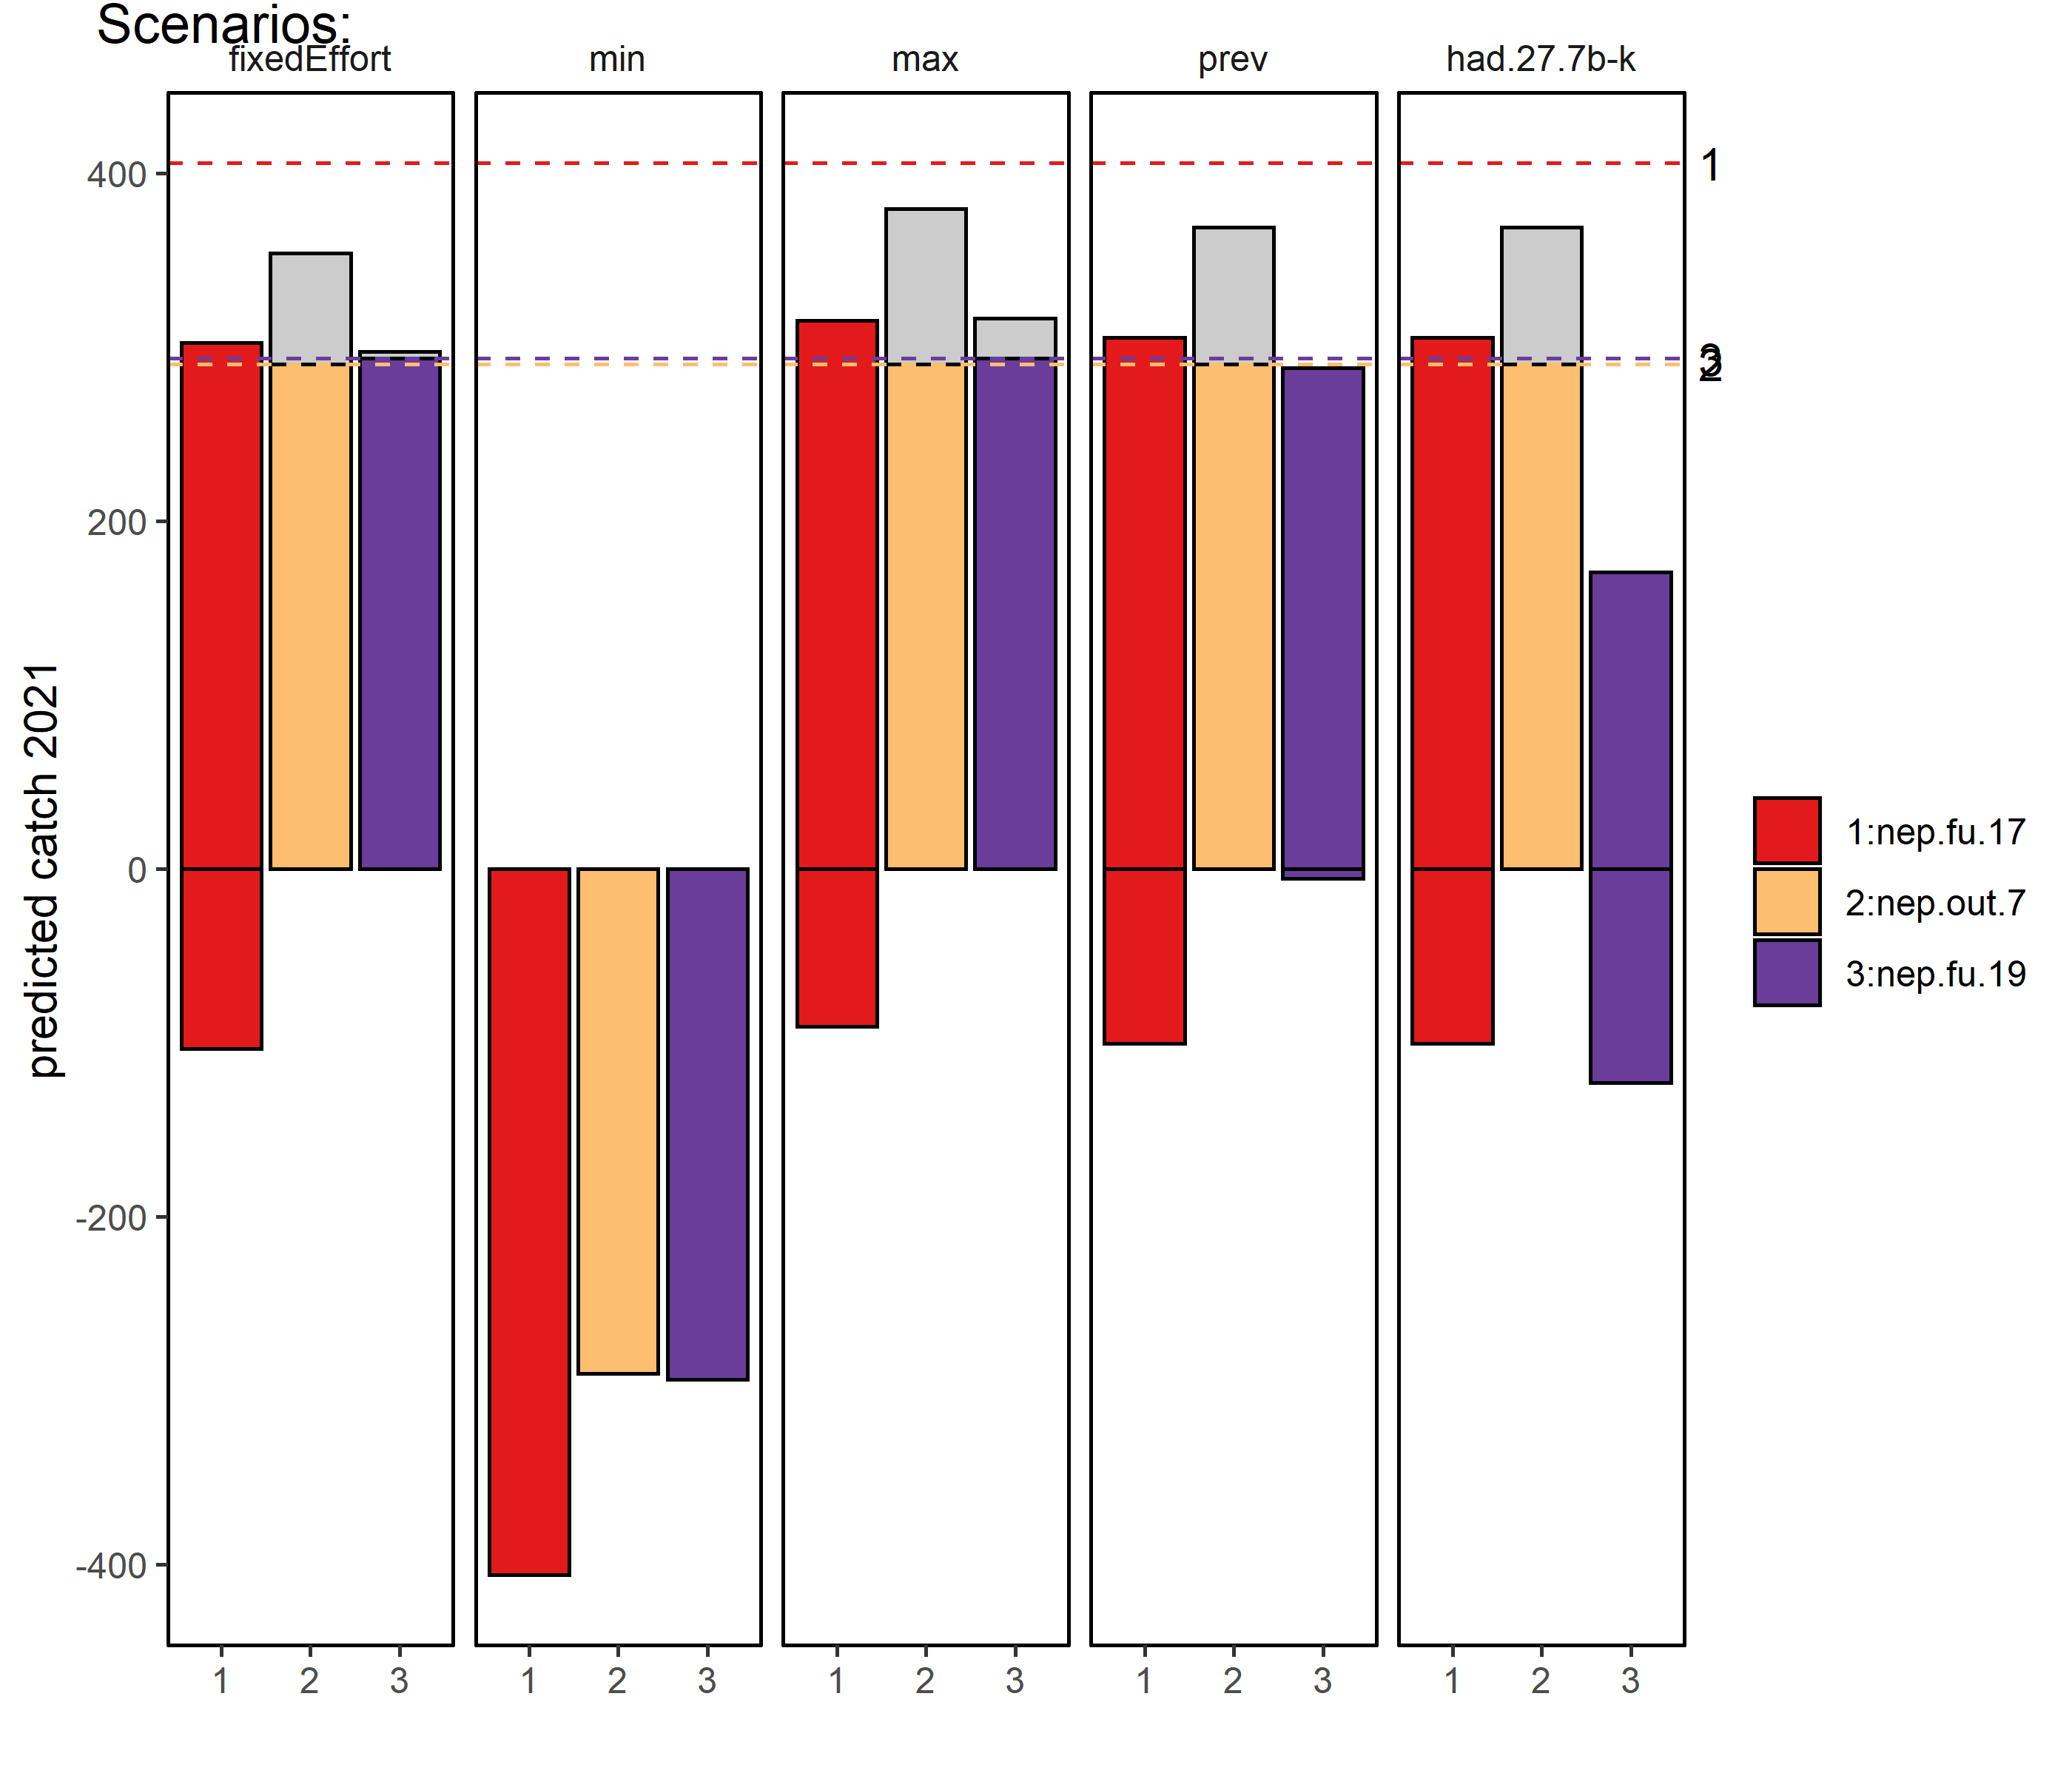 Scenarios:
fixedEffort min max prev had.27.7b-k
400
200
0
-200
-400
predicted catch 2021
1
3
2
1:nep.fu.17
2:nep.out.7
3:nep.fu.19
1 2 3 1 2 3 1 2 3 1 2 3 1 2 3